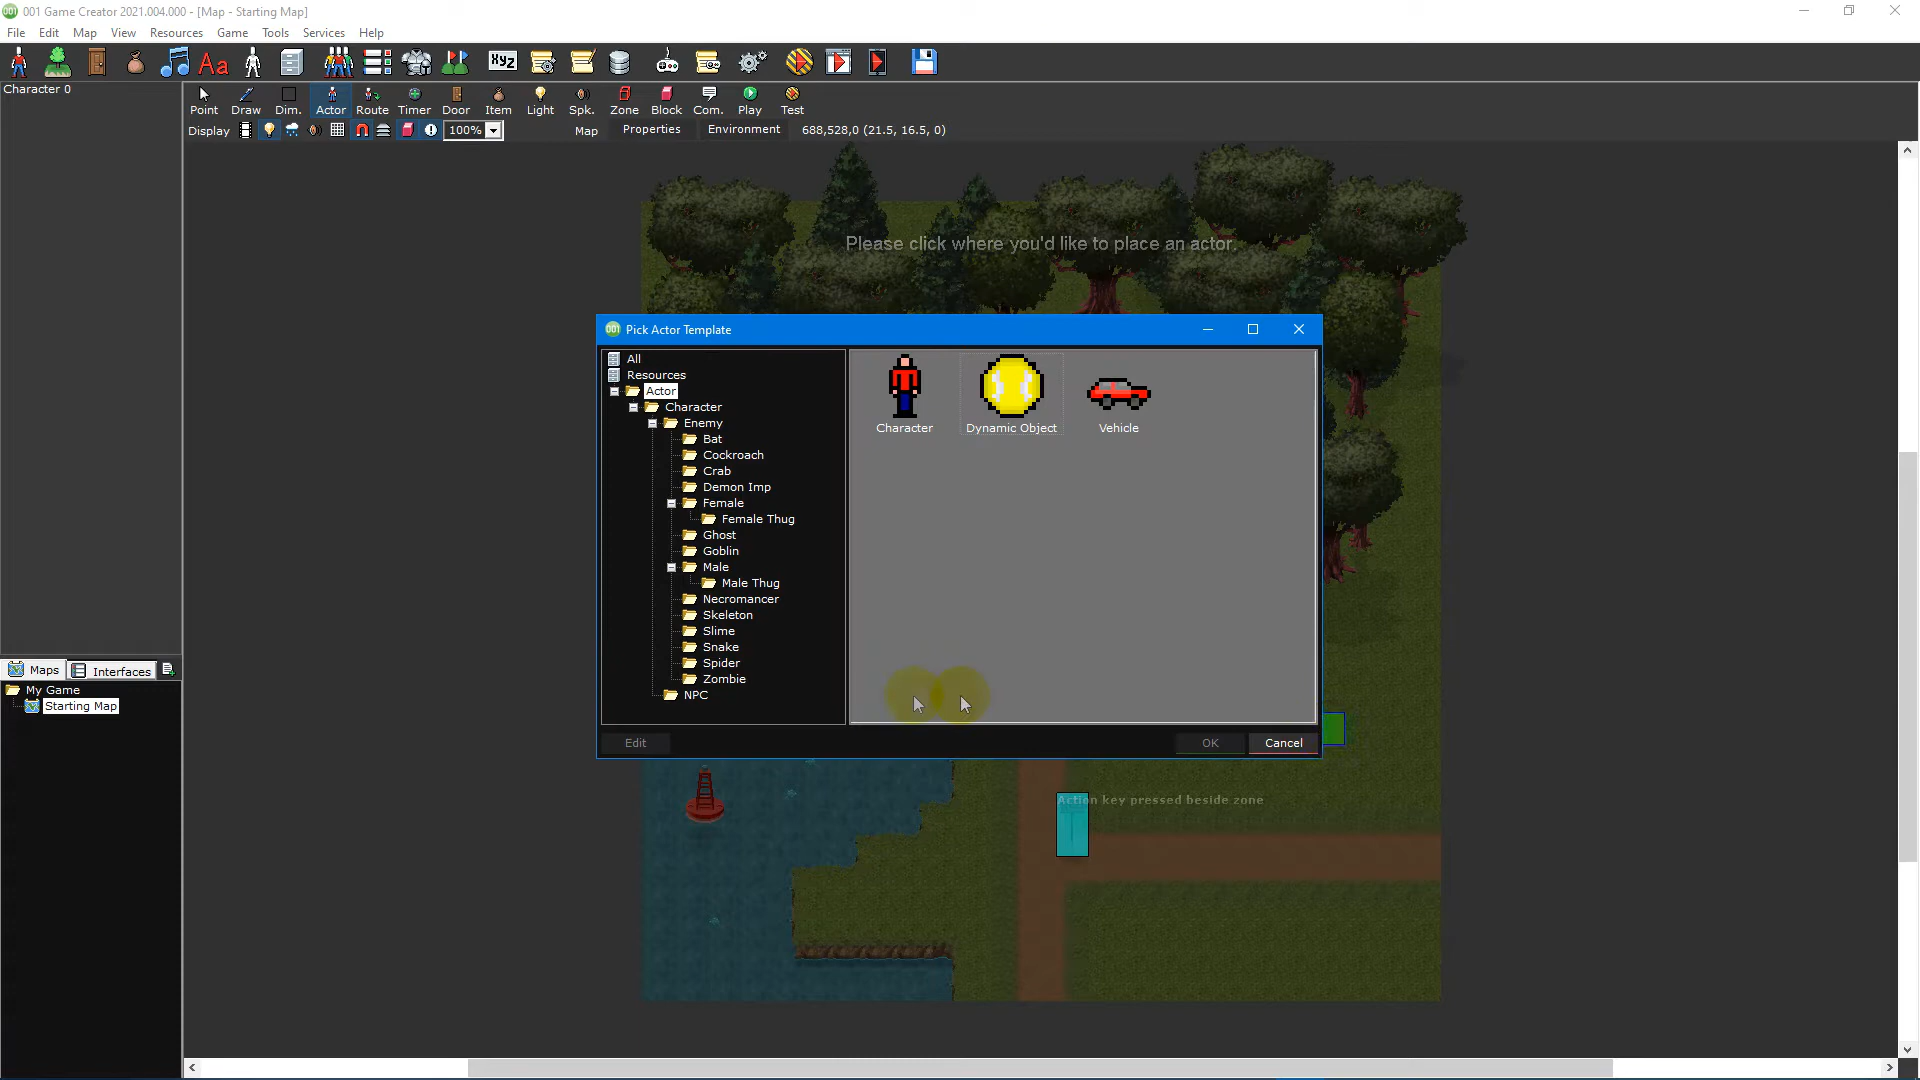 001 Game Creator 2021.004.000 - [Map - Starting Map]
File Edit Map View Resources Game Tools Services Help
Aa
XYZ
Character 0
Point Draw Dim. Actor Route Timer Door Item Light Spk. Zone Block Com. Play Test
Display 100% Map Properties Environment 688,528,0 (21.5, 16.5, 0)
Please click where you'd like to place an actor.
001 Pick Actor Template
All
Resources
Actor
Character
Enemy
Bat
Cockroach
Crab
Demon Imp
Female
Female Thug
Ghost
Goblin
Male
Male Thug
Necromancer
Skeleton
Slime
Snake
Spider
Zombie
NPC
Character Dynamic Object Vehicle
Edit OK Cancel
Maps Interfaces
My Game
Starting Map
Action key pressed beside zone